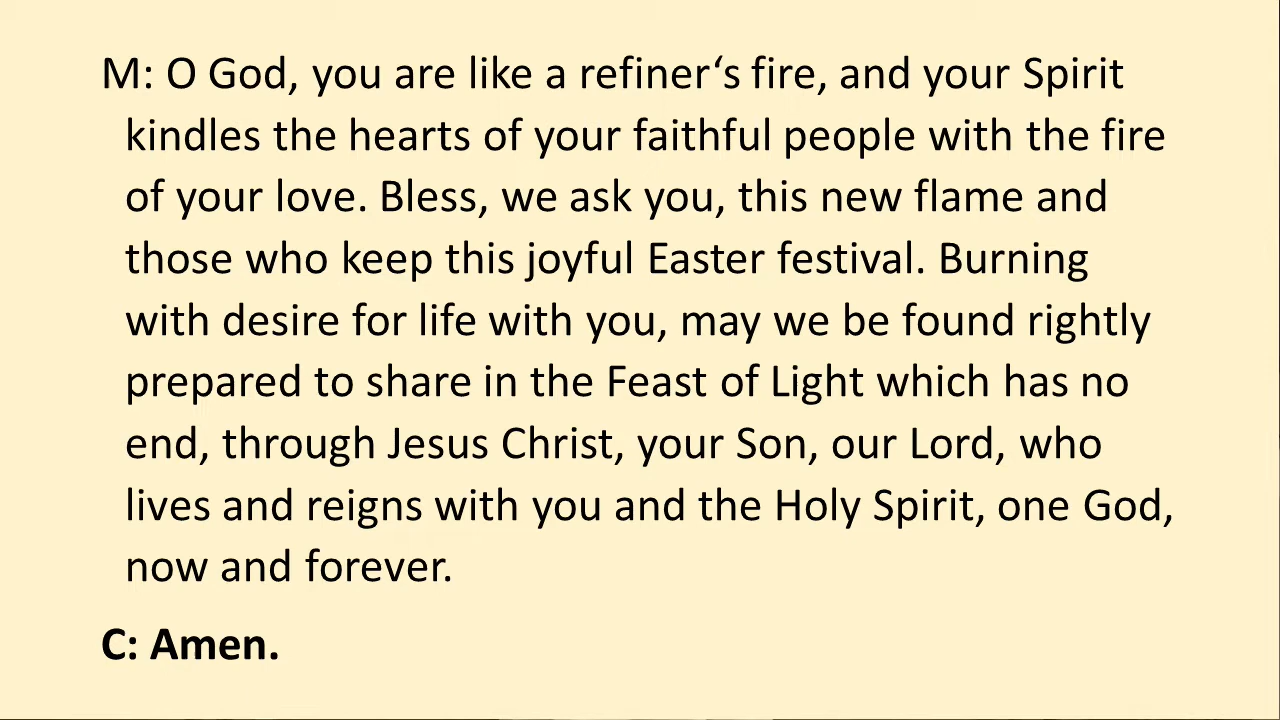 M: O God, you are like a refiner‘s fire, and your Spirit
kindles the hearts of your faithful people with the fire
of your love. Bless, we ask you, this new flame and
those who keep this joyful Easter festival. Burning
with desire for life with you, may we be found rightly
prepared to share in the Feast of Light which has no
end, through Jesus Christ, your Son, our Lord, who
lives and reigns with you and the Holy Spirit, one God,
now and forever.
C: Amen.